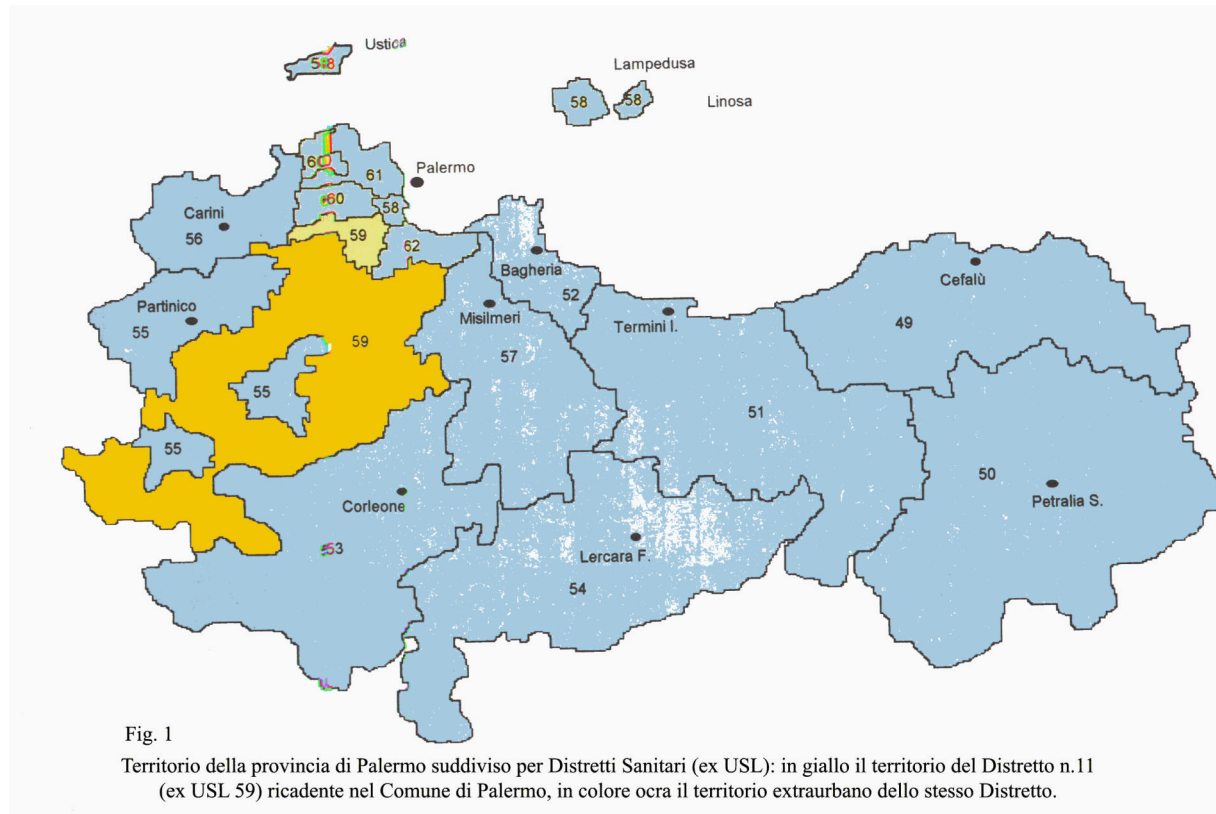 Ustica
58
Lampedusa
58
58
Linosa
60
61
Palermo
60
58
Carini
56
59
62
Bagheria
52
Cefalù
49
Partinico
55
Misilmeri
57
Termini I.
59
55
51
55
50
Petralia S.
Corleone
53
Lercara F.
54
Fig. 1
Territorio della provincia di Palermo suddiviso per Distretti Sanitari (ex USL): in giallo il territorio del Distretto n.11
(ex USL 59) ricadente nel Comune di Palermo, in colore ocra il territorio extraurbano dello stesso Distretto.